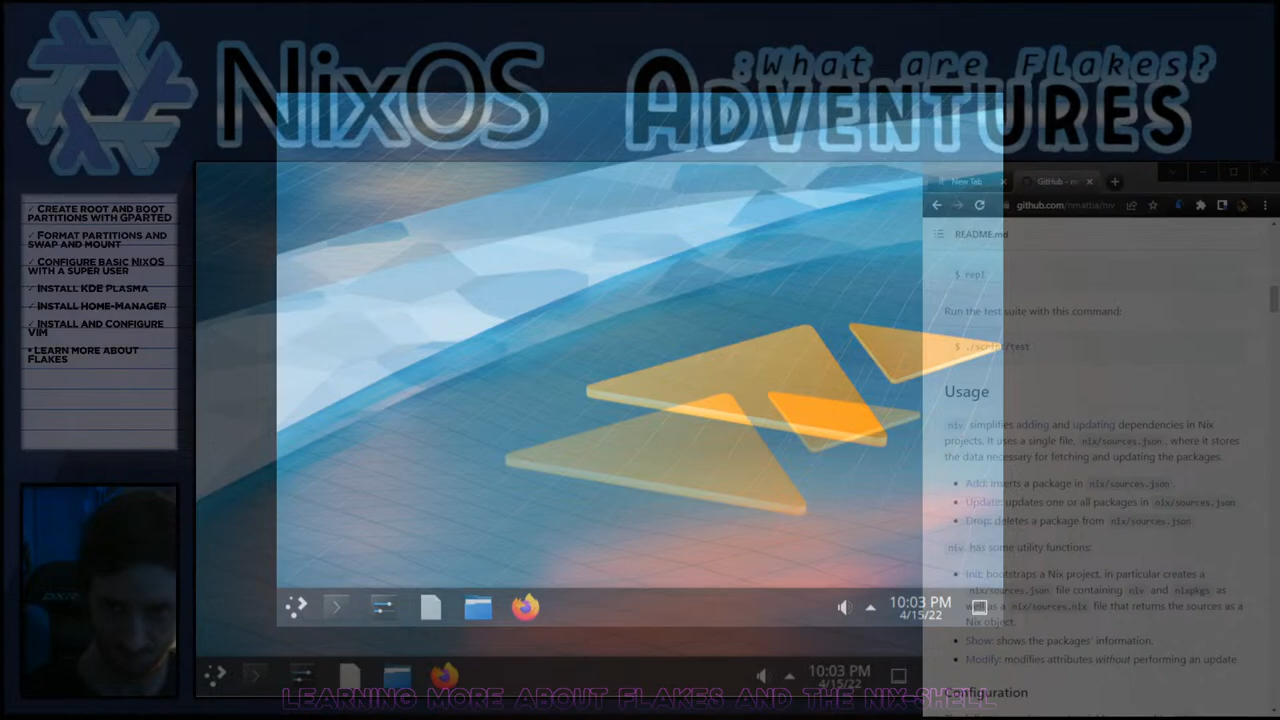 NixOS Adventures
:What are Flakes?
✓ Create root and boot
partitions with GParted
✓ Format partitions and
swap and mount
✓ Configure basic NixOS
with a super user
✓ Install KDE Plasma
✓ Install Home-Manager
✓ Install and Configure
Vim
• Learn more about
Flakes
DXR
New Tab
GitHub - n
github.com/nmattia/niv
README.md
$ repl
Run the test suite with this command:
$ ./script/test
Usage
niv simplifies adding and updating dependencies in Nix
projects. It uses a single file, nix/sources.json, where it stores
the data necessary for fetching and updating the packages.
• Add: inserts a package in nix/sources.json.
• Update: updates one or all packages in nix/sources.json
• Drop: deletes a package from nix/sources.json
niv has some utility functions:
• Init: bootstraps a Nix project, in particular creates a
nix/sources.json file containing niv and nixpkgs as
well as a nix/sources.nix file that returns the sources as a
Nix object.
• Show: shows the packages' information.
• Modify: modifies attributes without performing an update
Configuration
10:03 PM
4/15/22
10:03 PM
4/15/22
Learning more about Flakes and the Nix-Shell